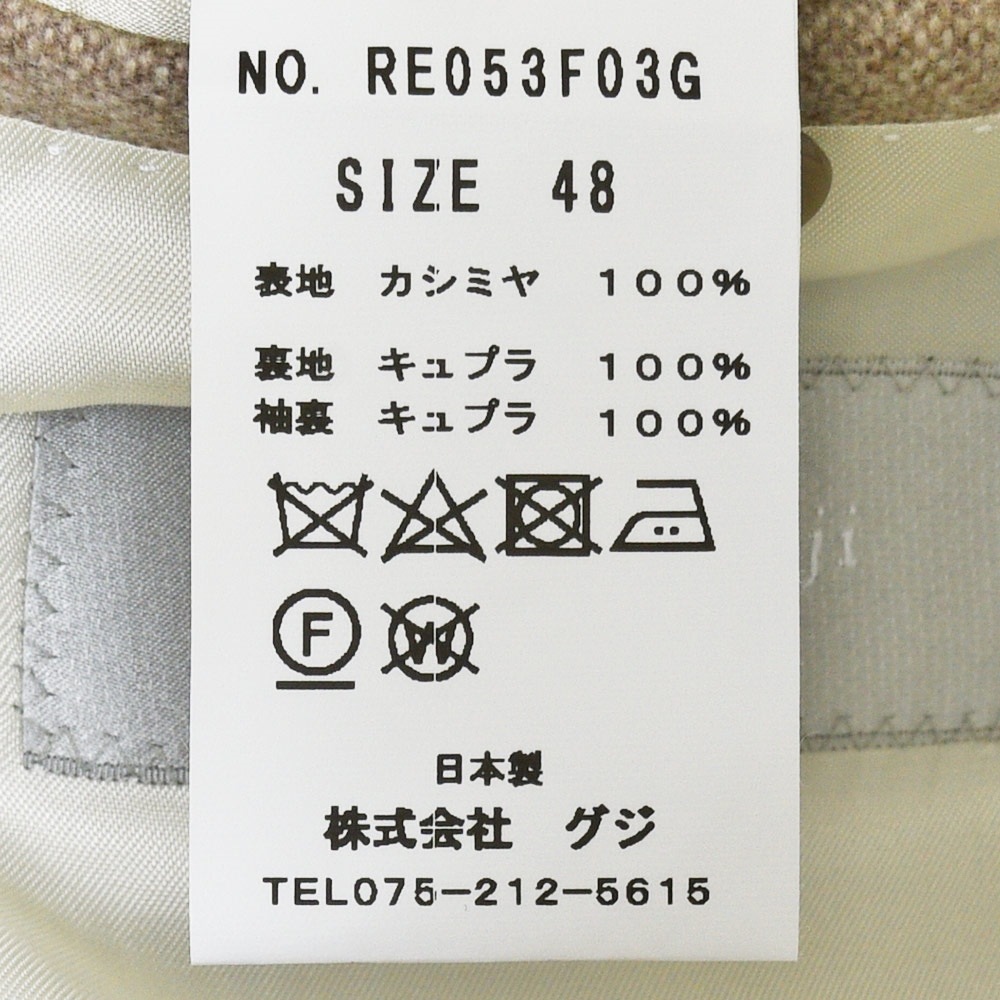 NO. RE053F03G
SIZE 48
表地 カシミヤ 100%
裏地 キュプラ 100%
袖裏 キュプラ 100%
F
W
日本製
株式会社 グジ
TEL075-212-5615